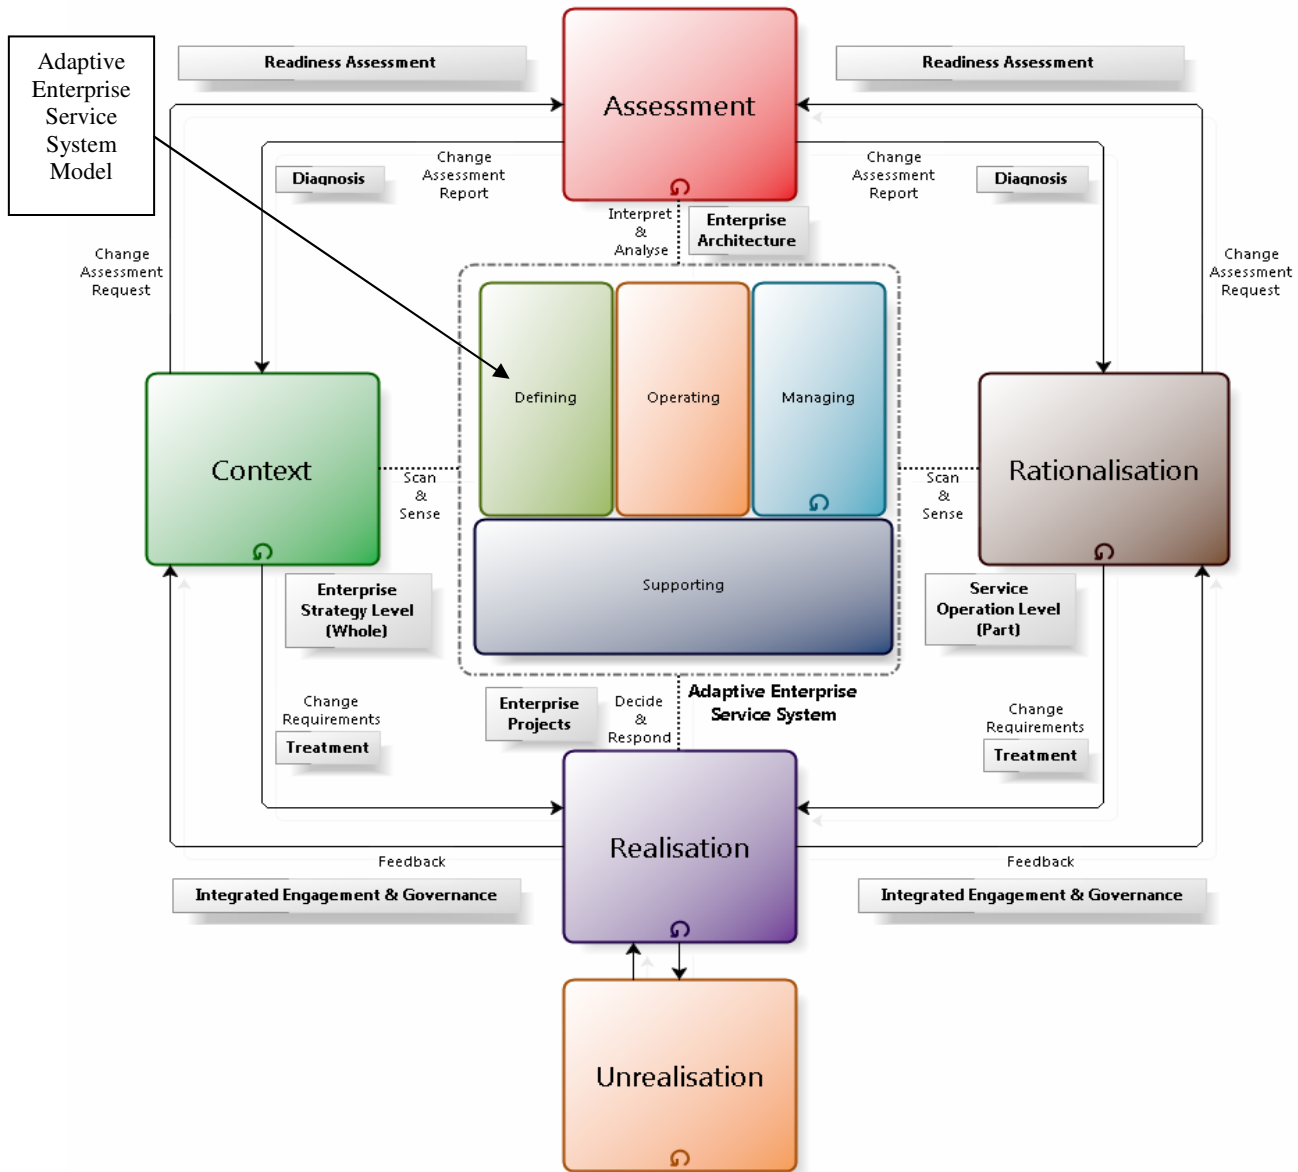 Adaptive
Enterprise
Service
System
Model
Readiness Assessment
Readiness Assessment
Assessment
Change
Assessment
Report
Diagnosis
Change
Assessment
Report
Diagnosis
Interpret
&
Analyse
Enterprise
Architecture
Change
Assessment
Request
Change
Assessment
Request
Defining
Operating
Managing
Context
Scan
&
Sense
Scan
&
Sense
Rationalisation
Supporting
Enterprise
Strategy Level
(Whole)
Service
Operation Level
(Part)
Adaptive Enterprise
Service System
Enterprise
Projects
Decide
&
Respond
Change
Requirements
Treatment
Change
Requirements
Treatment
Realisation
Feedback
Feedback
Integrated Engagement & Governance
Integrated Engagement & Governance
Unrealisation